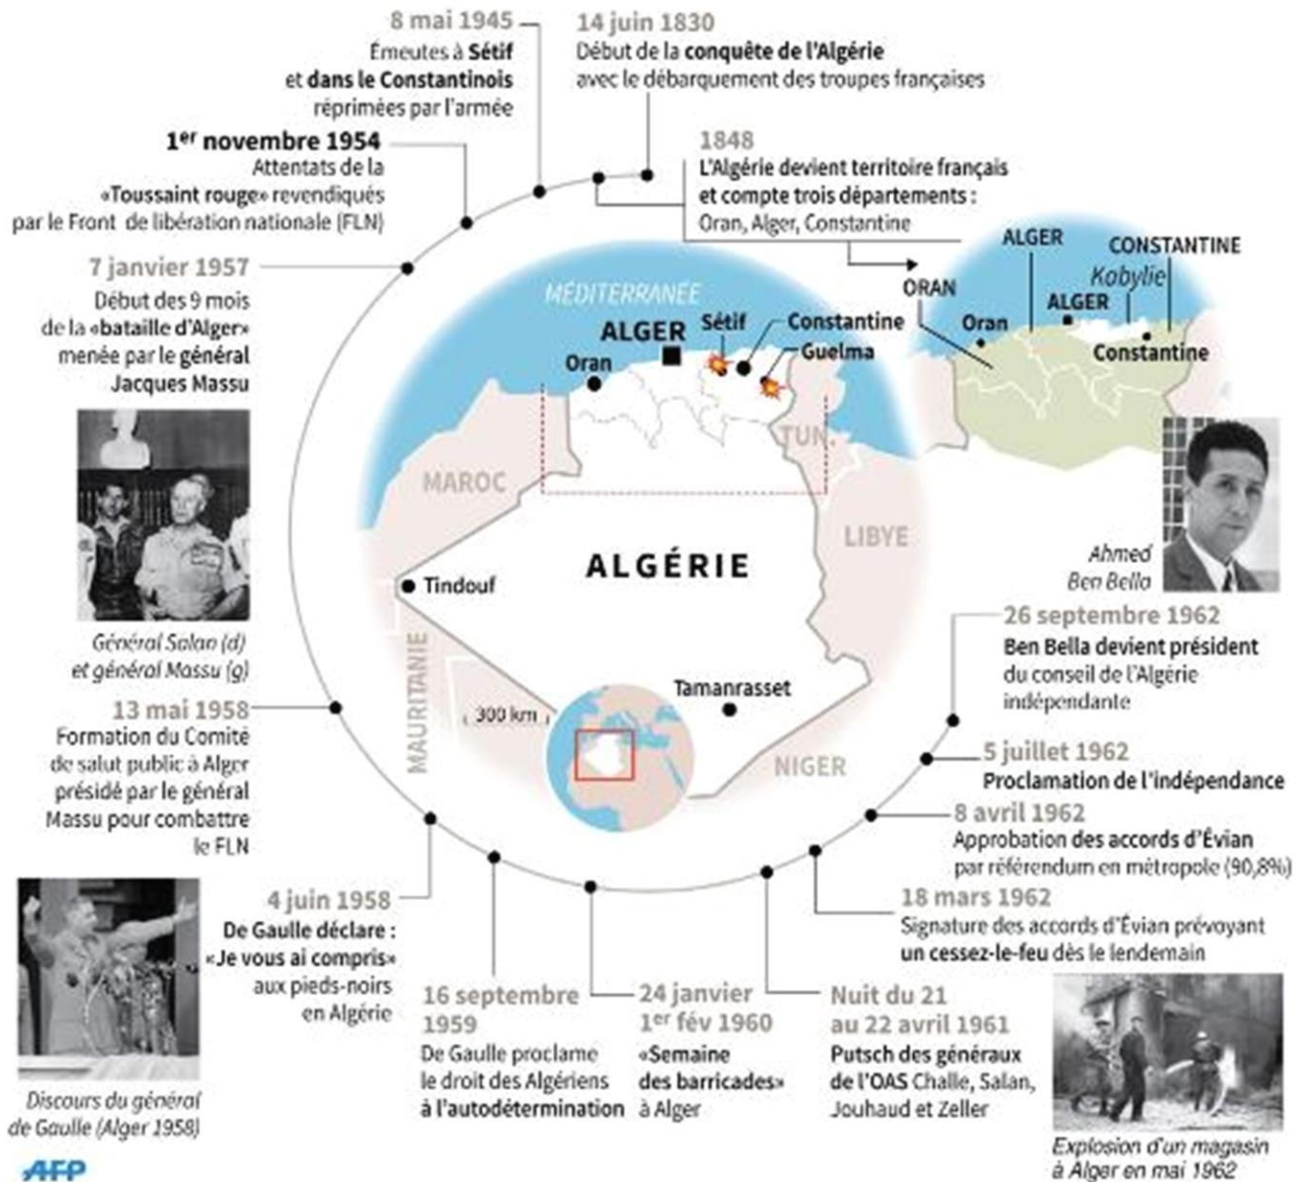 8 mai 1945
Émeutes à Sétif
et dans le Constantinois
réprimées par l'armée
14 juin 1830
Début de la conquête de l'Algérie
avec le débarquement des troupes françaises
1848
L'Algérie devient territoire français
et compte trois départements :
Oran, Alger, Constantine
1er novembre 1954
Attentats de la
«Toussaint rouge» revendiqués
par le Front de libération nationale (FLN)
7 janvier 1957
Début des 9 mois
de la «bataille d'Alger»
menée par le général
Jacques Massu
Général Salan (d)
et général Massu (g)
13 mai 1958
Formation du Comité
de salut public à Alger
présidé par le général
Massu pour combattre
le FLN
4 juin 1958
De Gaulle déclare :
«Je vous ai compris»
aux pieds-noirs
en Algérie
Discours du général
de Gaulle (Alger 1958)
AFP
MÉDITERRANÉE
ALGER
Sétif
Constantine
Guelma
Oran
TUN.
MAROC
LIBYE
ALGÉRIE
Tindouf
MAURITANIE
300 km
Tamanrasset
NIGER
ALGER
CONSTANTINE
Kabylie
ORAN
ALGER
Oran
Constantine
Ahmed
Ben Bella
26 septembre 1962
Ben Bella devient président
du conseil de l'Algérie
indépendante
5 juillet 1962
Proclamation de l'indépendance
8 avril 1962
Approbation des accords d'Évian
par référendum en métropole (90,8%)
18 mars 1962
Signature des accords d'Évian prévoyant
un cessez-le-feu dès le lendemain
16 septembre
1959
De Gaulle proclame
le droit des Algériens
à l'autodétermination
24 janvier
1er fév 1960
«Semaine
des barricades»
à Alger
Nuit du 21
au 22 avril 1961
Putsch des généraux
de l'OAS Challe, Salan,
Jouhaud et Zeller
Explosion d'un magasin
à Alger en mai 1962